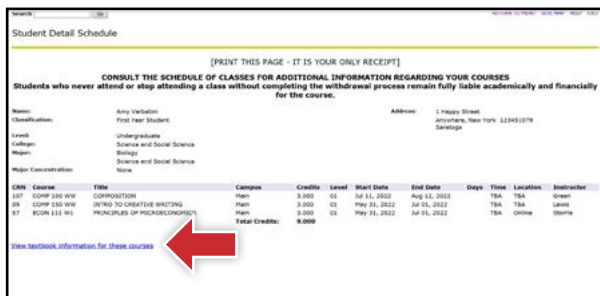 Search Go RETURN TO MENU SITE MAP HELP EXIT
Student Detail Schedule
[PRINT THIS PAGE - IT IS YOUR ONLY RECEIPT]
CONSULT THE SCHEDULE OF CLASSES FOR ADDITIONAL INFORMATION REGARDING YOUR COURSES
Students who never attend or stop attending a class without completing the withdrawal process remain fully liable academically and financially
for the course.
Name: Amy Verbatim Address: 1 Happy Street
Classification: First Year Student Anywhere, New York 123451079
Saratoga
Level: Undergraduate
College: Science and Social Science
Major: Biology
Science and Social Science
Major Concentration: None
CRN Course Title Campus Credits Level Start Date End Date Days Time Location Instructor
107 COMP 100 WW COMPOSITION Main 3.000 01 Jul 11, 2022 Aug 12, 2022 TBA TBA Green
89 COMP 150 WW INTRO TO CREATIVE WRITING Main 3.000 01 May 31, 2022 Jul 01, 2022 TBA TBA Lewis
87 ECON 111 WS PRINCIPLES OF MICROECONOMICS Main 3.000 01 May 31, 2022 Jul 01, 2022 TBA Online
Total Credits: 9.000
View textbook information for these courses